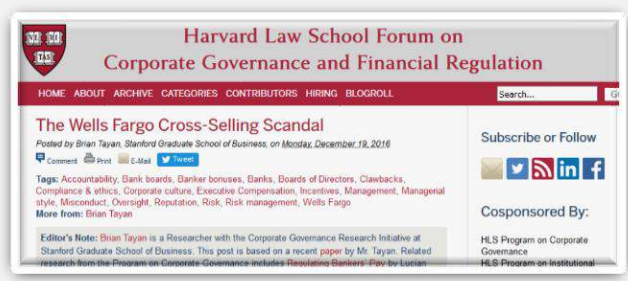 Harvard Law School Forum on
Corporate Governance and Financial Regulation
HOME ABOUT ARCHIVE CATEGORIES CONTRIBUTORS HIRING BLOGROLL
Search...
The Wells Fargo Cross-Selling Scandal
Posted by Brian Tayan, Stanford Graduate School of Business, on Monday, December 19, 2016
Comment Print E-Mail Tweet
Tags: Accountability, Bank boards, Banker bonuses, Banks, Boards of Directors, Clawbacks,
Compliance & ethics, Corporate culture, Executive Compensation, Incentives, Management, Managerial
style, Misconduct, Oversight, Reputation, Risk, Risk management, Wells Fargo
More from: Brian Tayan
Editor's Note: Brian Tayan is a Researcher with the Corporate Governance Research Initiative at
Stanford Graduate School of Business. This post is based on a recent paper by Mr. Tayan. Related
research from the Program on Corporate Governance includes Regulating Bankers' Pay by Lucian
Subscribe or Follow
Cosponsored By:
HLS Program on Corporate
Governance
HLS Program on Institutional